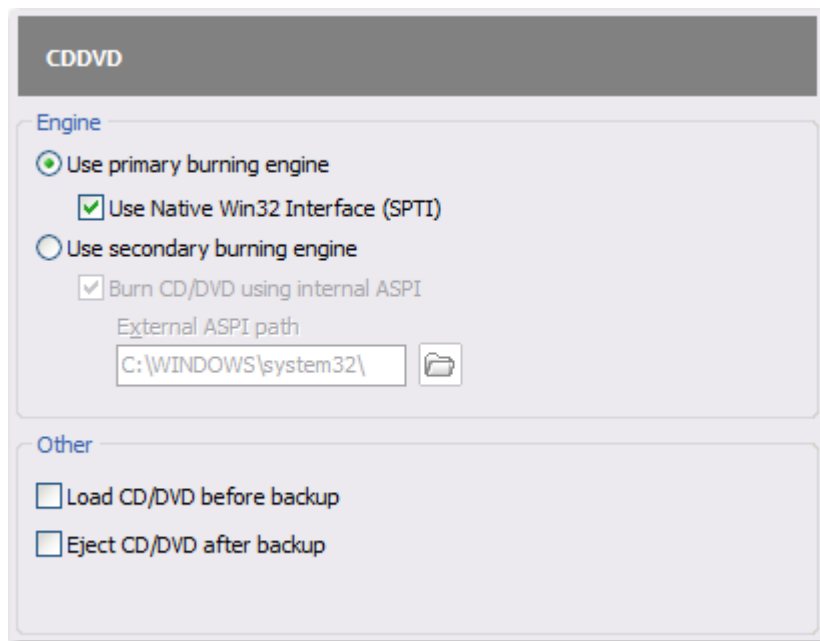 CDDVD
Engine
Use primary burning engine
Use Native Win32 Interface (SPTI)
Use secondary burning engine
Burn CD/DVD using internal ASPI
External ASPI path
C:\WINDOWS\system32\
Other
Load CD/DVD before backup
Eject CD/DVD after backup